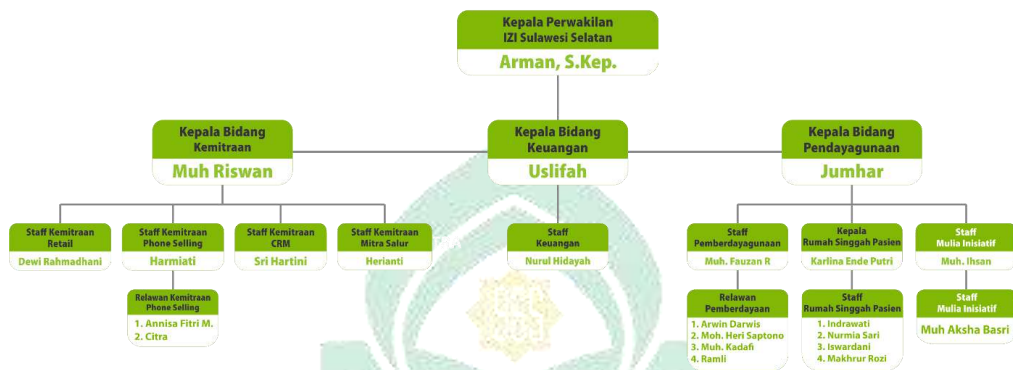 Kepala Perwakilan
IZI Sulawesi Selatan
Arman, S.Kep.
Kepala Bidang
Kemitraan
Muh Riswan
Kepala Bidang
Keuangan
Uslifah
Kepala Bidang
Pendayagunaan
Jumhar
Staff Kemitraan
Retail
Dewi Rahmadhani
Staff Kemitraan
Phone Selling
Harmiati
Staff Kemitraan
CRM
Sri Hartini
Staff Kemitraan
Mitra Salur
Herianti
Staff
Keuangan
Nurul Hidayah
Staff
Pemberdayagunaan
Muh. Fauzan R
Kepala
Rumah Singgah Pasien
Karlina Ende Putri
Staff
Mulia Inisiatif
Muh. Ihsan
Relawan Kemitraan
Phone Selling
1. Annisa Fitri M.
2. Citra
Relawan
Pemberdayaan
1. Arwin Darwis
2. Moh. Heri Saptono
3. Muh. Kadafi
4. Ramli
Staff
Rumah Singgah Pasien
1. Indrawati
2. Nurmia Sari
3. Iswardani
4. Makhrur Rozi
Staff
Mulia Inisiatif
Muh Aksha Basri